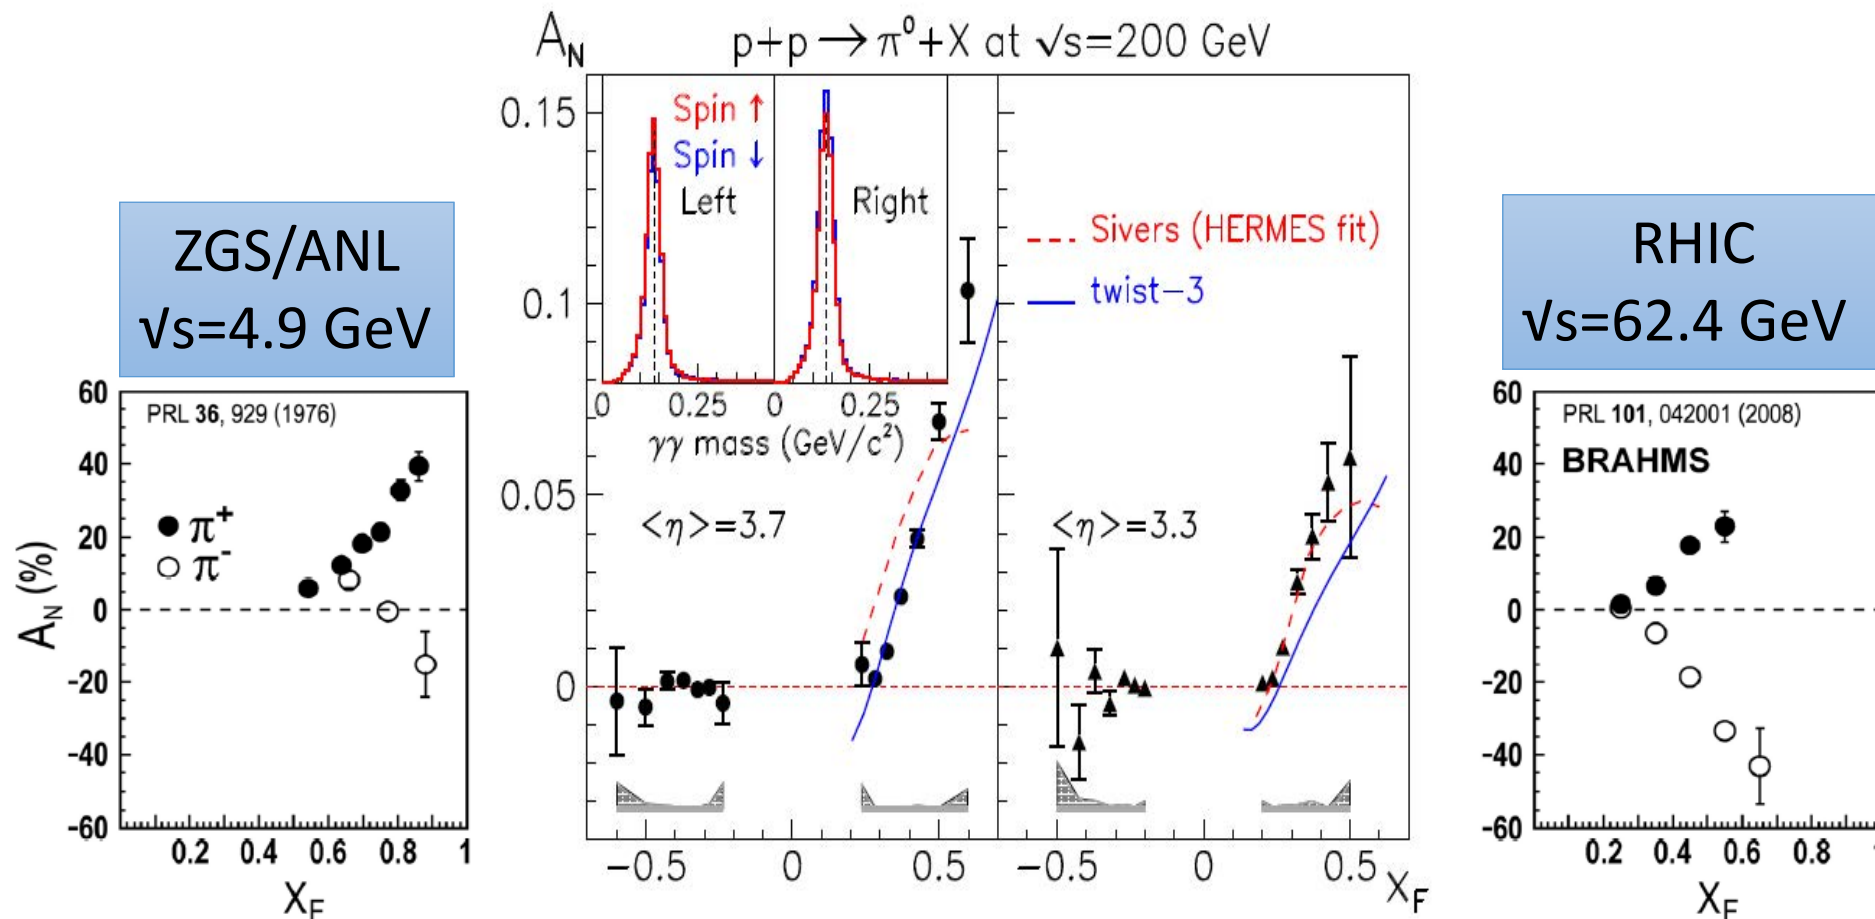 ZGS/ANL
√s=4.9 GeV
PRL 36, 929 (1976)
π+
π-
A_N (%)
60
40
20
0
-20
-40
-60
0.2 0.4 0.6 0.8 1
X_F
A_N p+p → π⁰+X at √s=200 GeV
0.15
0.1
0.05
0
Spin ↑
Spin ↓
Left
Right
0 0.25 0 0.25
γγ mass (GeV/c²)
<η>=3.7
Sivers (HERMES fit)
twist-3
<η>=3.3
-0.5 0 0.5 -0.5 0 0.5 X_F
RHIC
√s=62.4 GeV
PRL 101, 042001 (2008)
BRAHMS
60
40
20
0
-20
-40
-60
0.2 0.4 0.6 0.8
X_F